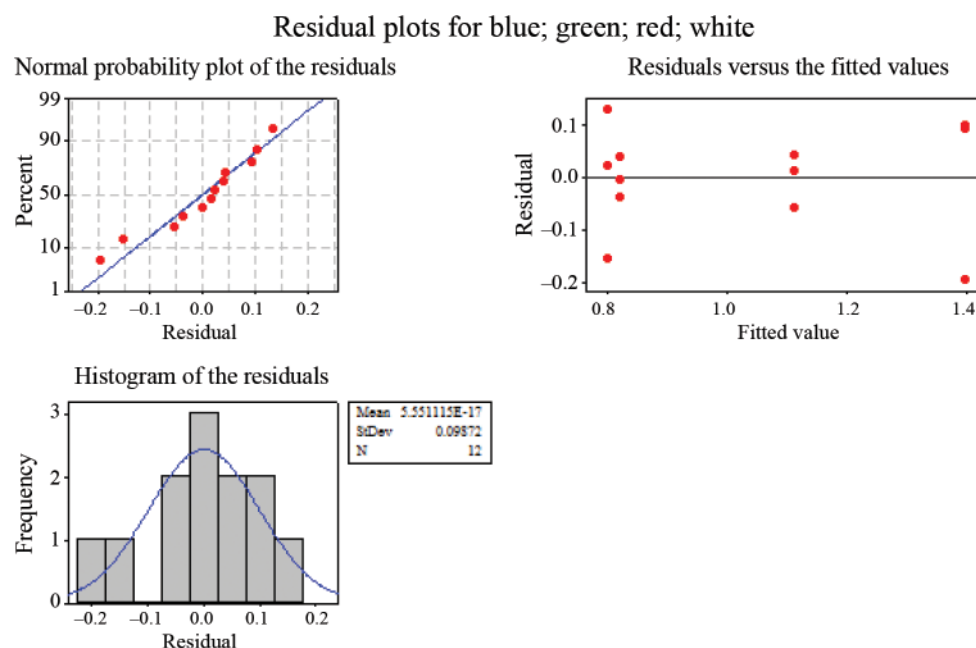 Residual plots for blue; green; red; white
Normal probability plot of the residuals
99
90
50
10
1
Percent
−0.2 −0.1 0.0 0.1 0.2
Residual
Residuals versus the fitted values
0.1
0.0
−0.1
−0.2
Residual
0.8 1.0 1.2 1.4
Fitted value
Histogram of the residuals
3
2
1
0
Frequency
−0.2 −0.1 0.0 0.1 0.2
Residual
Mean 5.551115E-17
StDev 0.09872
N 12